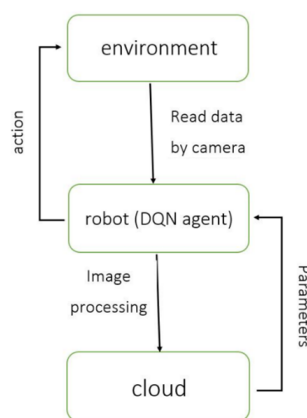 environment
action
Read data
by camera
robot (DQN agent)
Image
processing
Parameters
cloud